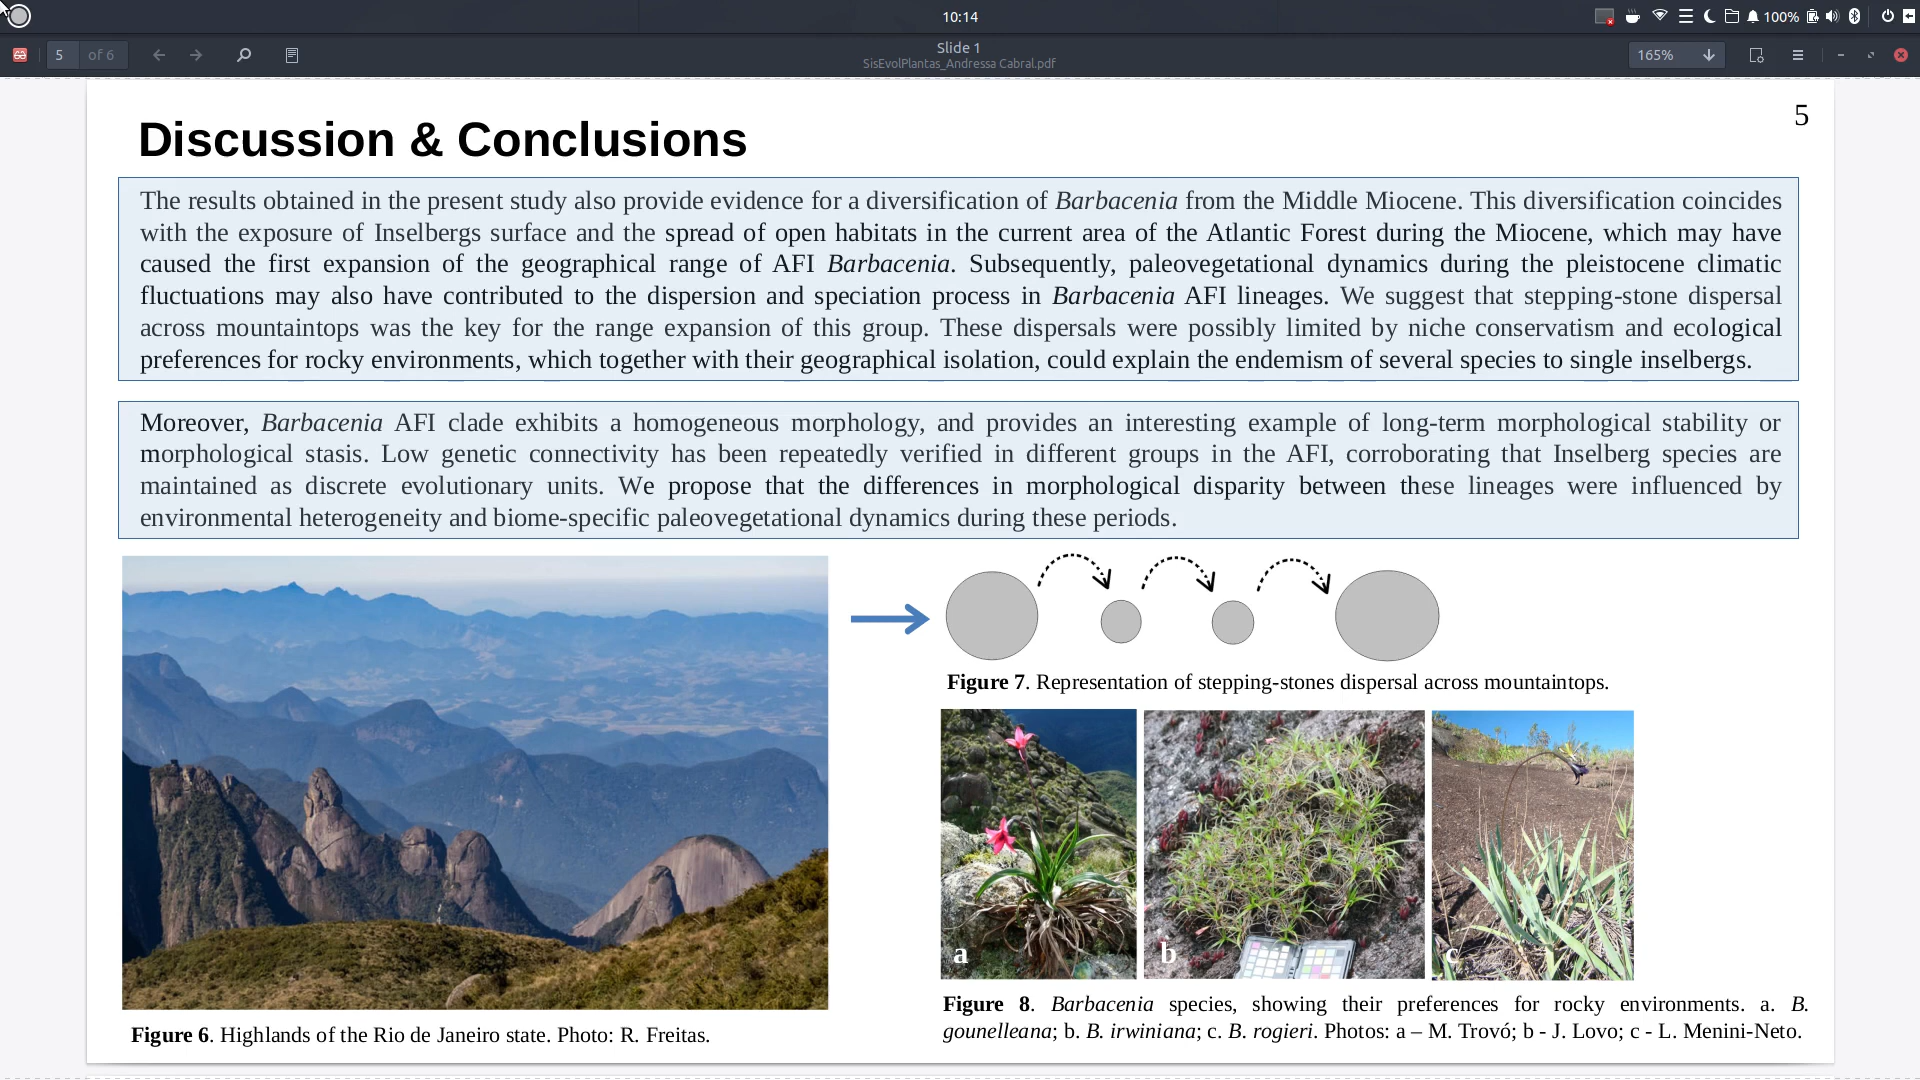 10:14
100%
5 of 6
Slide 1
SisEvolPlantas_Andressa Cabral.pdf
165%
5
Discussion & Conclusions
The results obtained in the present study also provide evidence for a diversification of Barbacenia from the Middle Miocene. This diversification coincides
with the exposure of Inselbergs surface and the spread of open habitats in the current area of the Atlantic Forest during the Miocene, which may have
caused the first expansion of the geographical range of AFI Barbacenia. Subsequently, paleovegetational dynamics during the pleistocene climatic
fluctuations may also have contributed to the dispersion and speciation process in Barbacenia AFI lineages. We suggest that stepping-stone dispersal
across mountaintops was the key for the range expansion of this group. These dispersals were possibly limited by niche conservatism and ecological
preferences for rocky environments, which together with their geographical isolation, could explain the endemism of several species to single inselbergs.
Moreover, Barbacenia AFI clade exhibits a homogeneous morphology, and provides an interesting example of long-term morphological stability or
morphological stasis. Low genetic connectivity has been repeatedly verified in different groups in the AFI, corroborating that Inselberg species are
maintained as discrete evolutionary units. We propose that the differences in morphological disparity between these lineages were influenced by
environmental heterogeneity and biome-specific paleovegetational dynamics during these periods.
Figure 7. Representation of stepping-stones dispersal across mountaintops.
a
b
c
Figure 6. Highlands of the Rio de Janeiro state. Photo: R. Freitas.
Figure 8. Barbacenia species, showing their preferences for rocky environments. a. B.
gounelleana; b. B. irwiniana; c. B. rogieri. Photos: a – M. Trovó; b - J. Lovo; c - L. Menini-Neto.